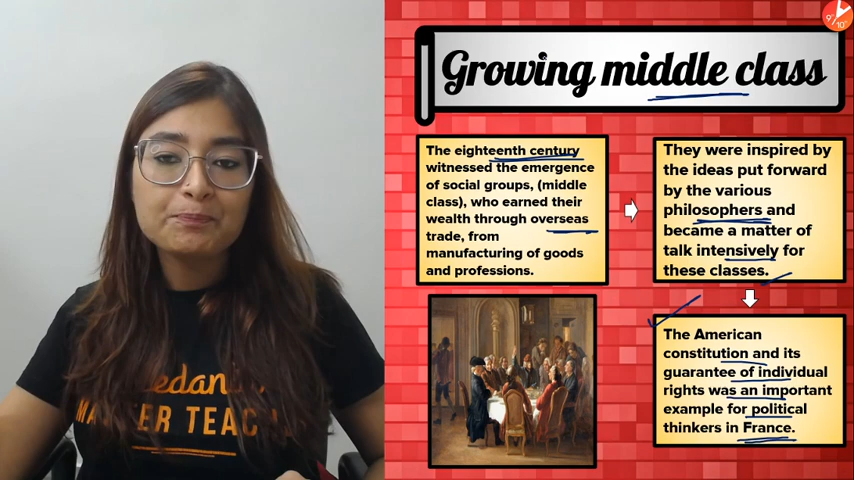 Growing middle class
The eighteenth century
witnessed the emergence
of social groups, (middle
class), who earned their
wealth through overseas
trade, from
manufacturing of goods
and professions.
They were inspired by
the ideas put forward
by the various
philosophers and
became a matter of
talk intensively for
these classes.
The American
constitution and its
guarantee of individual
rights was an important
example for political
thinkers in France.